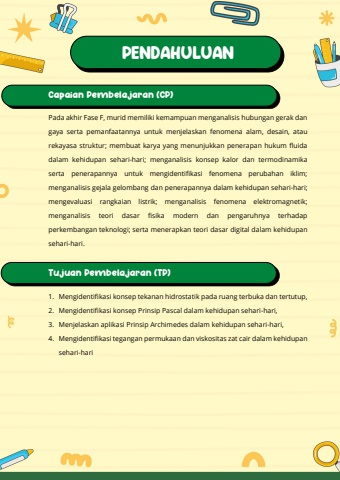 PENDAHULUAN
Capaian Pembelajaran (CP)
Pada akhir Fase F, murid memiliki kemampuan menganalisis hubungan gerak dan
gaya serta pemanfaatannya untuk menjelaskan fenomena alam, desain, atau
rekayasa struktur; membuat karya yang menunjukkan penerapan hukum fluida
dalam kehidupan sehari-hari; menganalisis konsep kalor dan termodinamika
serta penerapannya untuk mengidentifikasi fenomena perubahan iklim;
menganalisis gejala gelombang dan penerapannya dalam kehidupan sehari-hari;
mengevaluasi rangkaian listrik; menganalisis fenomena elektromagnetik;
menganalisis teori dasar fisika modern dan pengaruhnya terhadap
perkembangan teknologi; serta menerapkan teori dasar digital dalam kehidupan
sehari-hari.
Tujuan Pembelajaran (TP)
1. Mengidentifikasi konsep tekanan hidrostatik pada ruang terbuka dan tertutup,
2. Mengidentifikasi konsep Prinsip Pascal dalam kehidupan sehari-hari,
3. Menjelaskan aplikasi Prinsip Archimedes dalam kehidupan sehari-hari,
4. Mengidentifikasi tegangan permukaan dan viskositas zat cair dalam kehidupan
sehari-hari